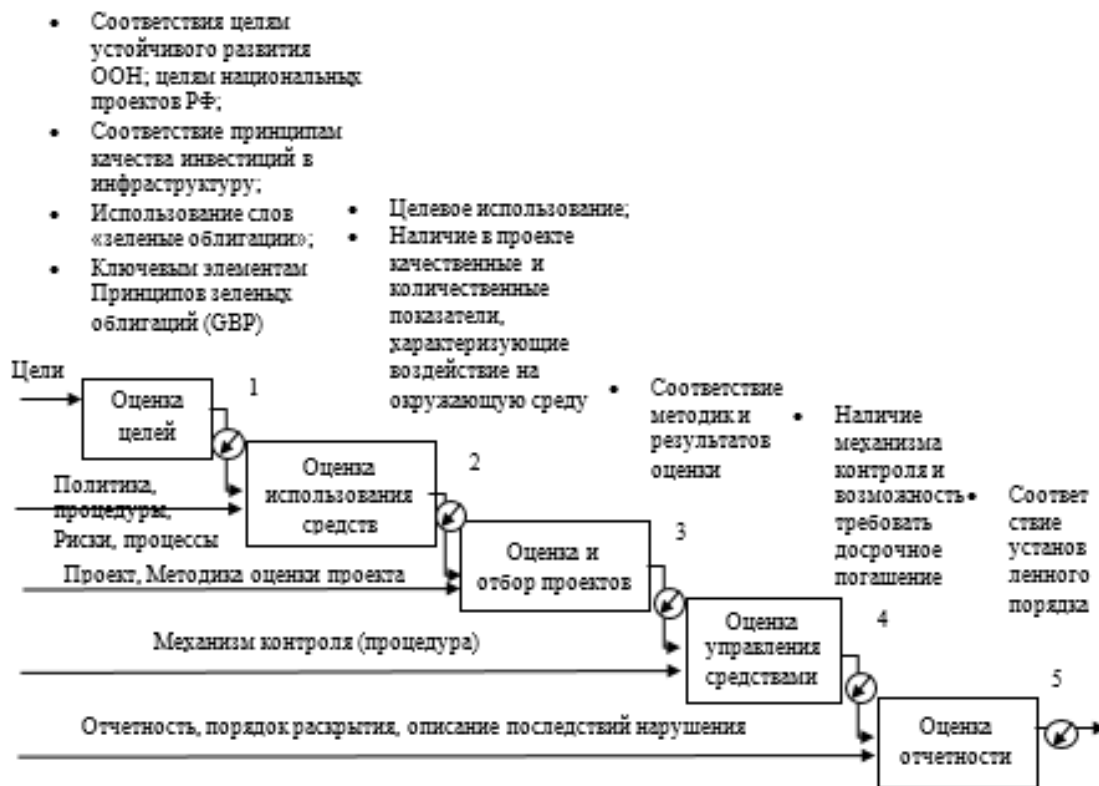 • Соответствия целям
устойчивого развития
ООН; целям национальных
проектов РФ;
• Соответствие принципам
качества инвестиций в
инфраструктуру;
• Использование слов
«зеленые облигации»;
• Ключевым элементам
Принципов зеленых
облигаций (GBP)
• Целевое использование;
• Наличие в проекте
качественные и
количественные
показатели,
характеризующие
воздействие на
окружающую среду
• Соответствие
методик и
результатов
оценки
• Наличие
механизма
контроля и
возможность
требовать
досрочное
погашение
• Соответ
ствие
установ
ленного
порядка
Цели
Оценка
целей
1
Политика,
процедуры,
Риски, процессы
Оценка
использования
средств
2
Проект, Методика оценки проекта
Оценка и
отбор проектов
3
Механизм контроля (процедура)
Оценка
управления
средствами
4
Отчетность, порядок раскрытия, описание последствий нарушения
Оценка
отчетности
5